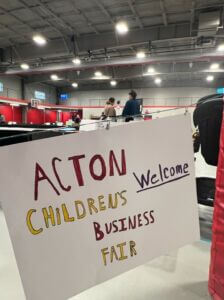 ACTON
Welcome
CHILDREN'S
BUSINESS
FAIR